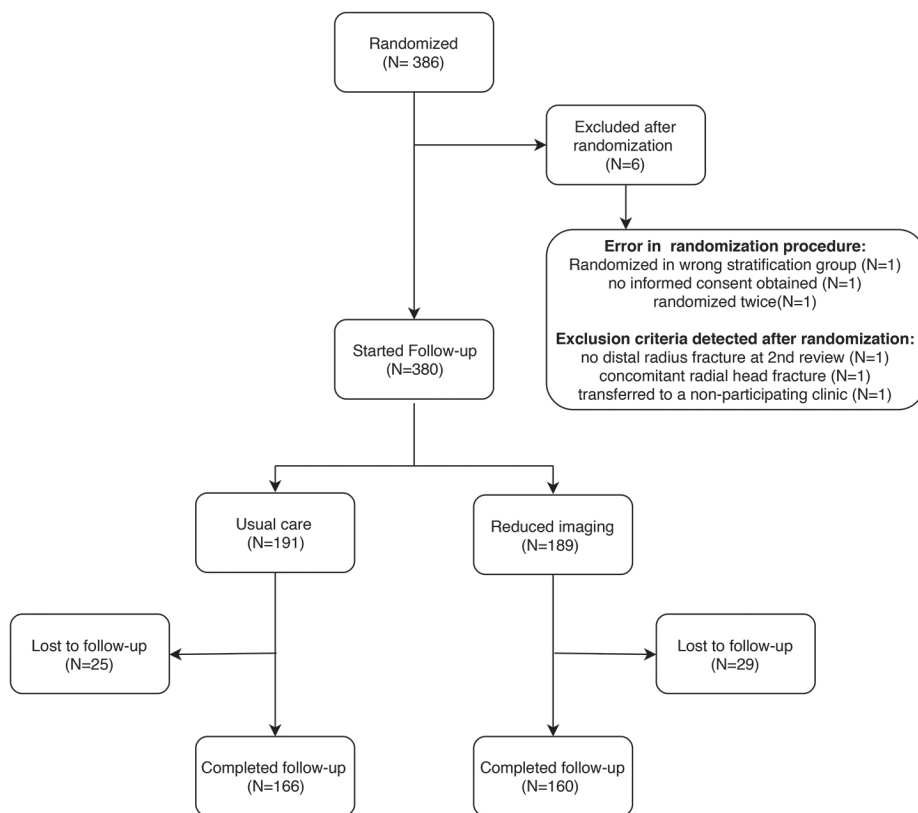 Randomized
(N= 386)
Excluded after
randomization
(N=6)
Error in randomization procedure:
Randomized in wrong stratification group (N=1)
no informed consent obtained (N=1)
randomized twice(N=1)
Exclusion criteria detected after randomization:
no distal radius fracture at 2nd review (N=1)
concomitant radial head fracture (N=1)
transferred to a non-participating clinic (N=1)
Started Follow-up
(N=380)
Usual care
(N=191)
Reduced imaging
(N=189)
Lost to follow-up
(N=25)
Lost to follow-up
(N=29)
Completed follow-up
(N=166)
Completed follow-up
(N=160)